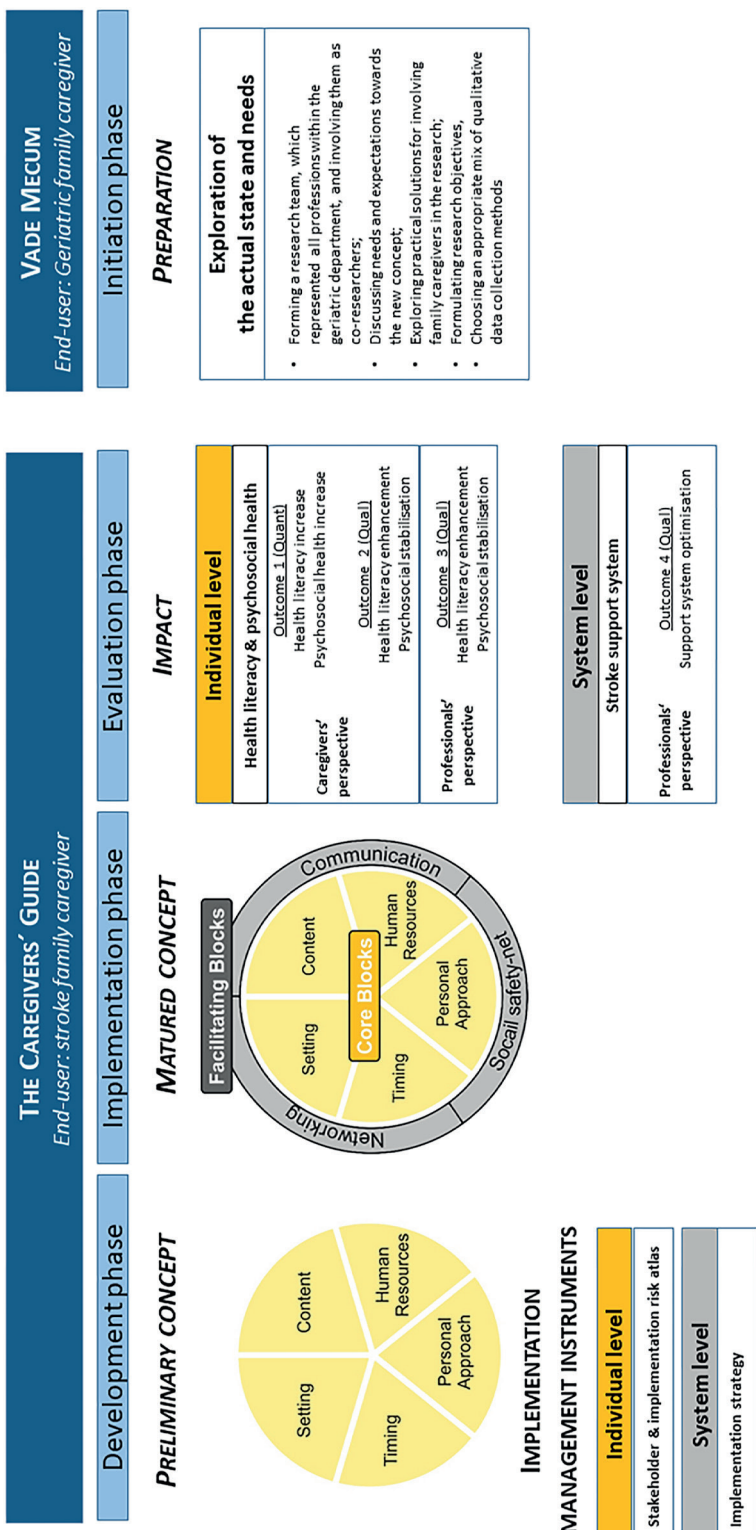 THE CAREGIVERS' GUIDE
End-user: stroke family caregiver
Development phase
PRELIMINARY CONCEPT
Setting
Content
Timing
Human
Resources
Personal
Approach
IMPLEMENTATION
MANAGEMENT INSTRUMENTS
Individual level
Stakeholder & implementation risk atlas
System level
Implementation strategy
Implementation phase
MATURED CONCEPT
Facilitating Blocks
Setting
Content
Core Blocks
Timing
Human
Resources
Personal
Approach
Networking
Communication
Socail safety-net
Evaluation phase
IMPACT
Individual level
Health literacy & psychosocial health
Caregivers'
perspective
Outcome 1 (Quant)
Health literacy increase
Psychosocial health increase
Outcome 2 (Qual)
Health literacy enhancement
Psychosocial stabilisation
Professionals'
perspective
Outcome 3 (Qual)
Health literacy enhancement
Psychosocial stabilisation
System level
Stroke support system
Professionals'
perspective
Outcome 4 (Qual)
Support system optimisation
VADE MECUM
End-user: Geriatric family caregiver
Initiation phase
PREPARATION
Exploration of
the actual state and needs
• Forming a research team, which
represented all professions within the
geriatric department, and involving them as
co-researchers;
• Discussing needs and expectations towards
the new concept;
• Exploring practical solutions for involving
family caregivers in the research;
• Formulating research objectives,
• Choosing an appropriate mix of qualitative
data collection methods